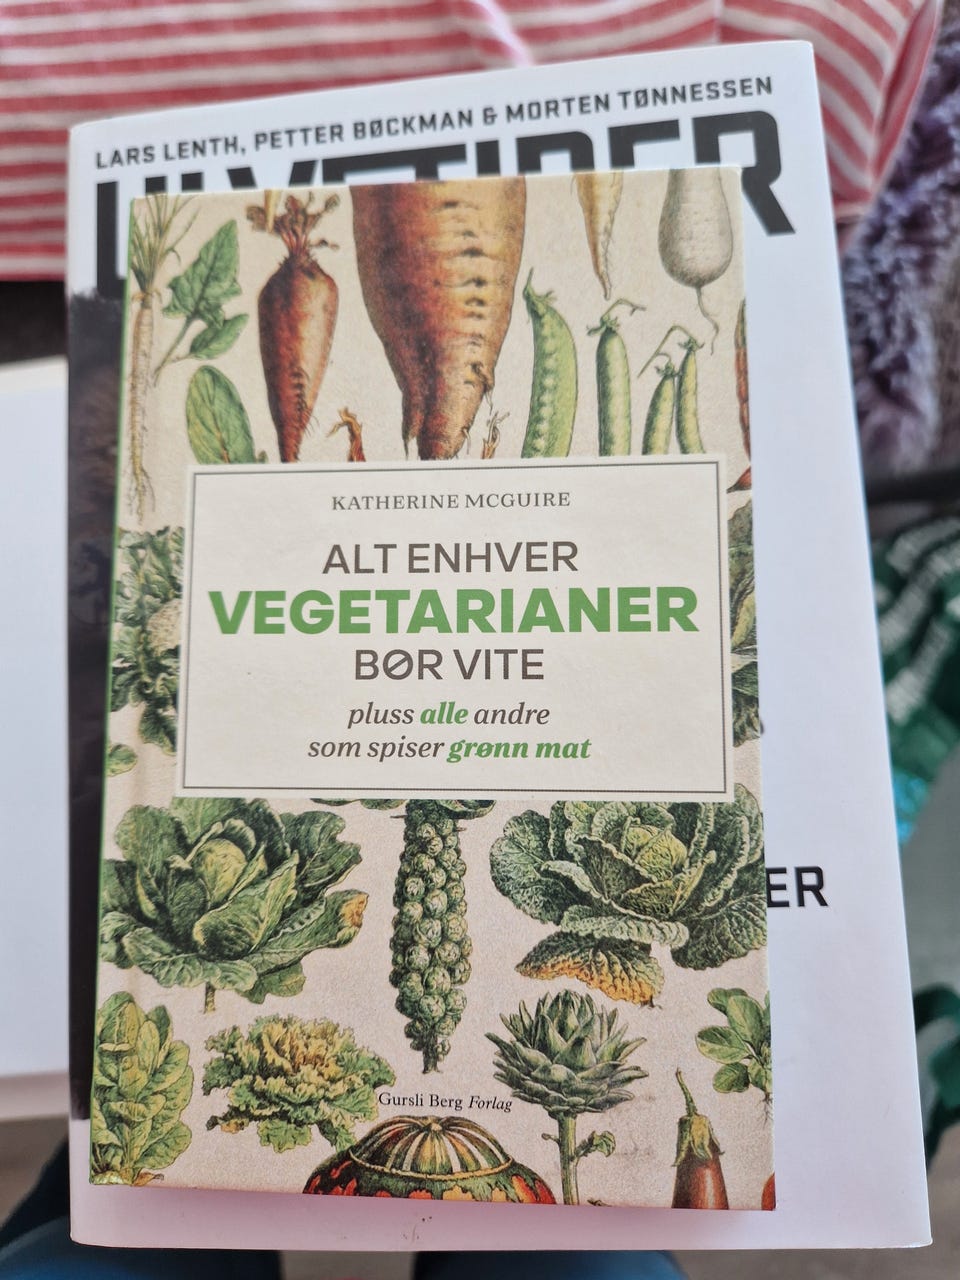 LARS LENTH, PETTER BØCKMAN & MORTEN TØNNESSEN
ULVETIDER
KATHERINE MCGUIRE
ALT ENHVER
VEGETARIANER
BØR VITE
pluss alle andre
som spiser grønn mat
ER
Gursli Berg Forlag